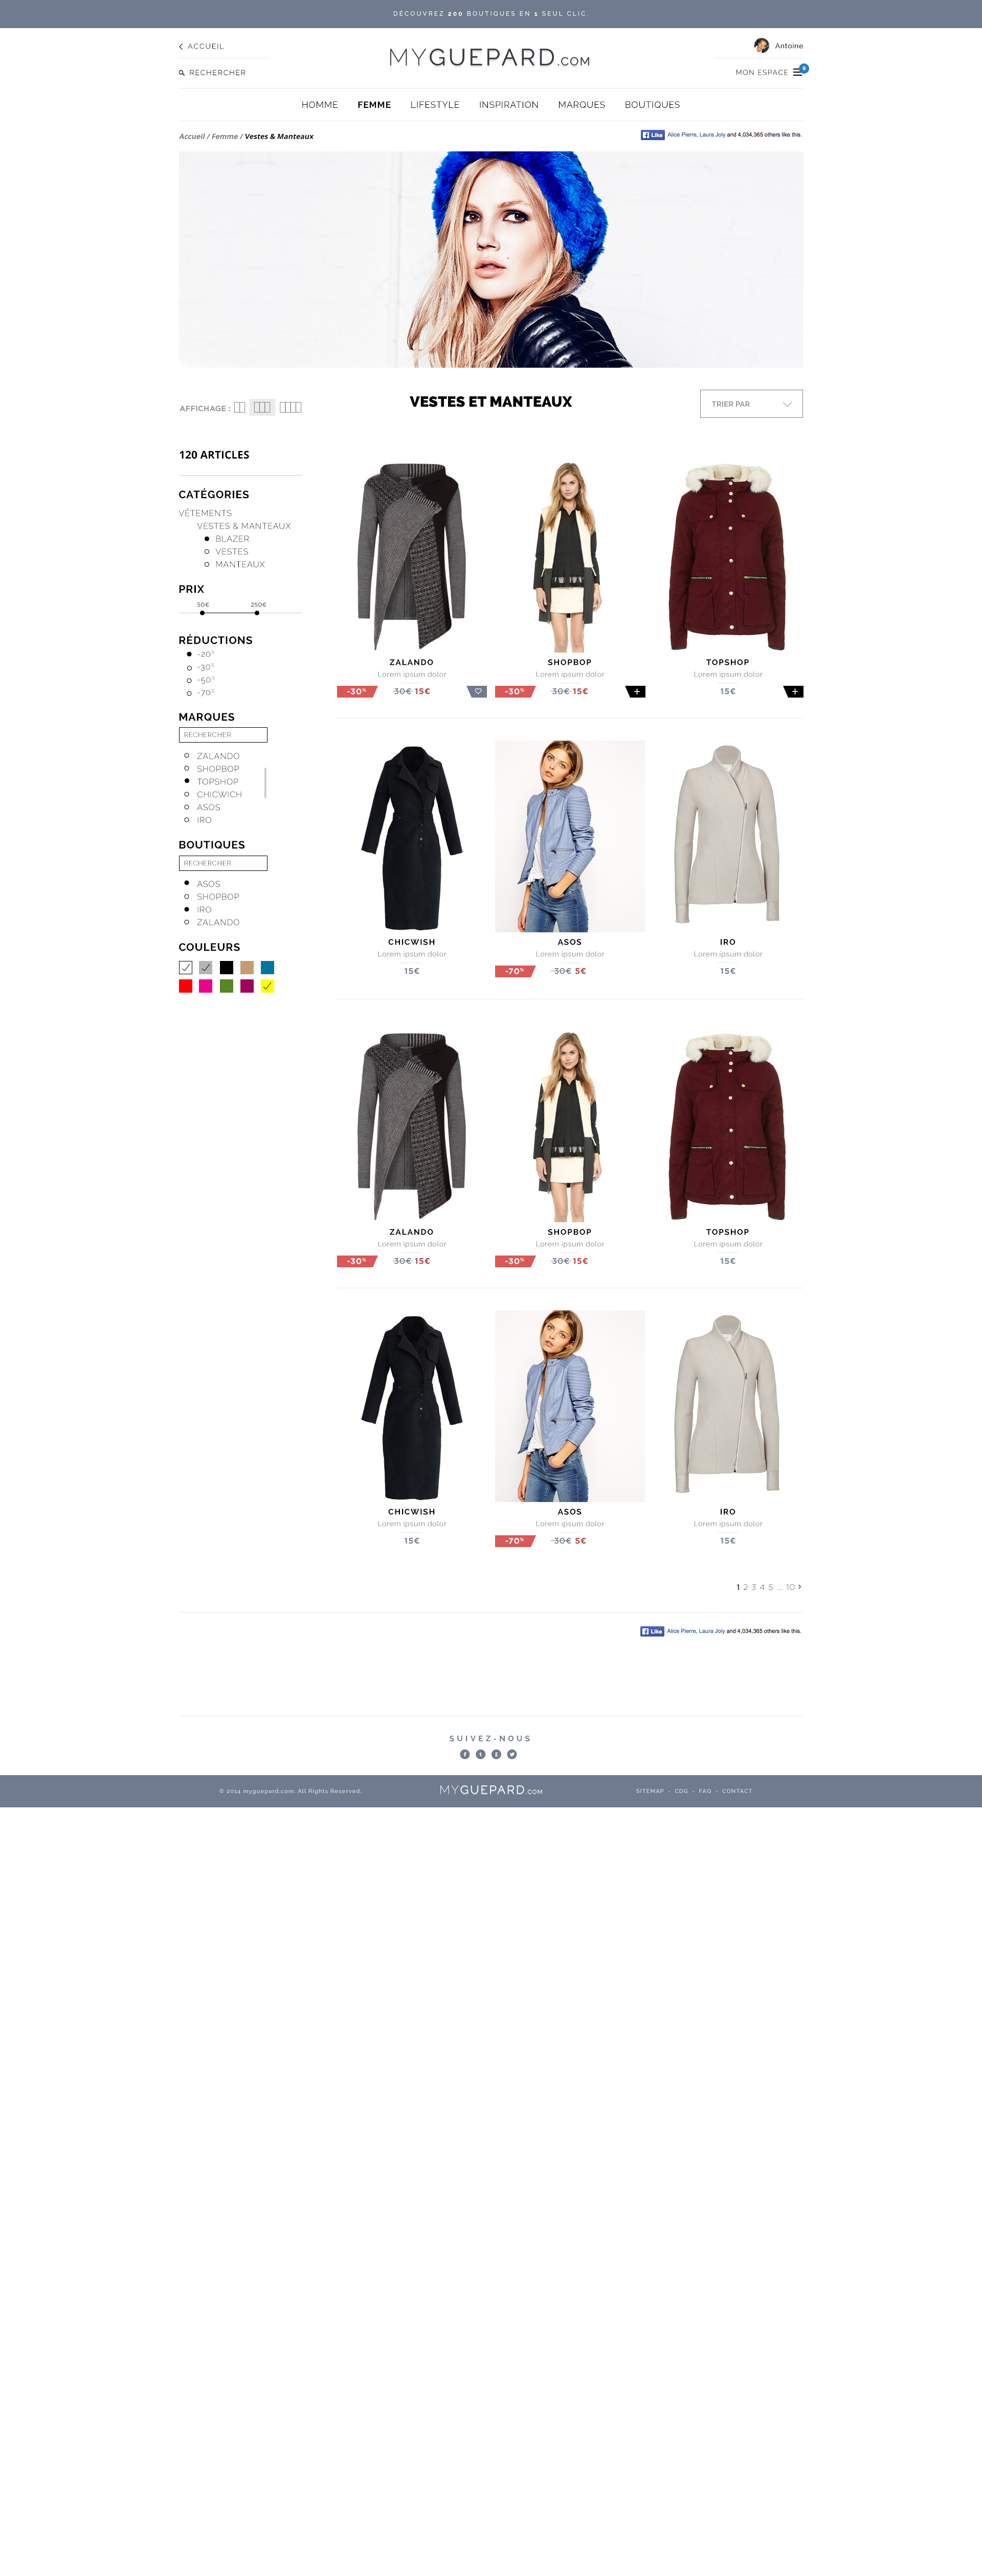 DÉCOUVREZ 200 BOUTIQUES EN 1 SEUL CLIC.
ACCUEIL
Antoine
MYGUEPARD.COM
RECHERCHER
MON ESPACE
HOMME FEMME LIFESTYLE INSPIRATION MARQUES BOUTIQUES
Accueil / Femme / Vestes & Manteaux
Like Alice Pierre, Laura Joly and 4,034,365 others like this.
AFFICHAGE :
VESTES ET MANTEAUX
TRIER PAR
120 ARTICLES
CATÉGORIES
VÊTEMENTS
VESTES & MANTEAUX
BLAZER
VESTES
MANTEAUX
PRIX
50€ 250€
RÉDUCTIONS
-20%
-30%
-50%
-70%
MARQUES
RECHERCHER
ZALANDO
SHOPBOP
TOPSHOP
CHICWICH
ASOS
IRO
BOUTIQUES
RECHERCHER
ASOS
SHOPBOP
IRO
ZALANDO
COULEURS
ZALANDO SHOPBOP TOPSHOP
Lorem ipsum dolor Lorem ipsum dolor Lorem ipsum dolor
-30% 30€ 15€ -30% 30€ 15€ 15€
CHICWISH ASOS IRO
Lorem ipsum dolor Lorem ipsum dolor Lorem ipsum dolor
15€ -70% 30€ 5€ 15€
ZALANDO SHOPBOP TOPSHOP
Lorem ipsum dolor Lorem ipsum dolor Lorem ipsum dolor
-30% 30€ 15€ -30% 30€ 15€ 15€
CHICWISH ASOS IRO
Lorem ipsum dolor Lorem ipsum dolor Lorem ipsum dolor
15€ -70% 30€ 5€ 15€
1 2 3 4 5 ... 10 >
Like Alice Pierre, Laura Joly and 4,034,365 others like this.
SUIVEZ-NOUS
© 2014 myguepard.com. All Rights Reserved.
MYGUEPARD.COM
SITEMAP - CDG - FAQ - CONTACT